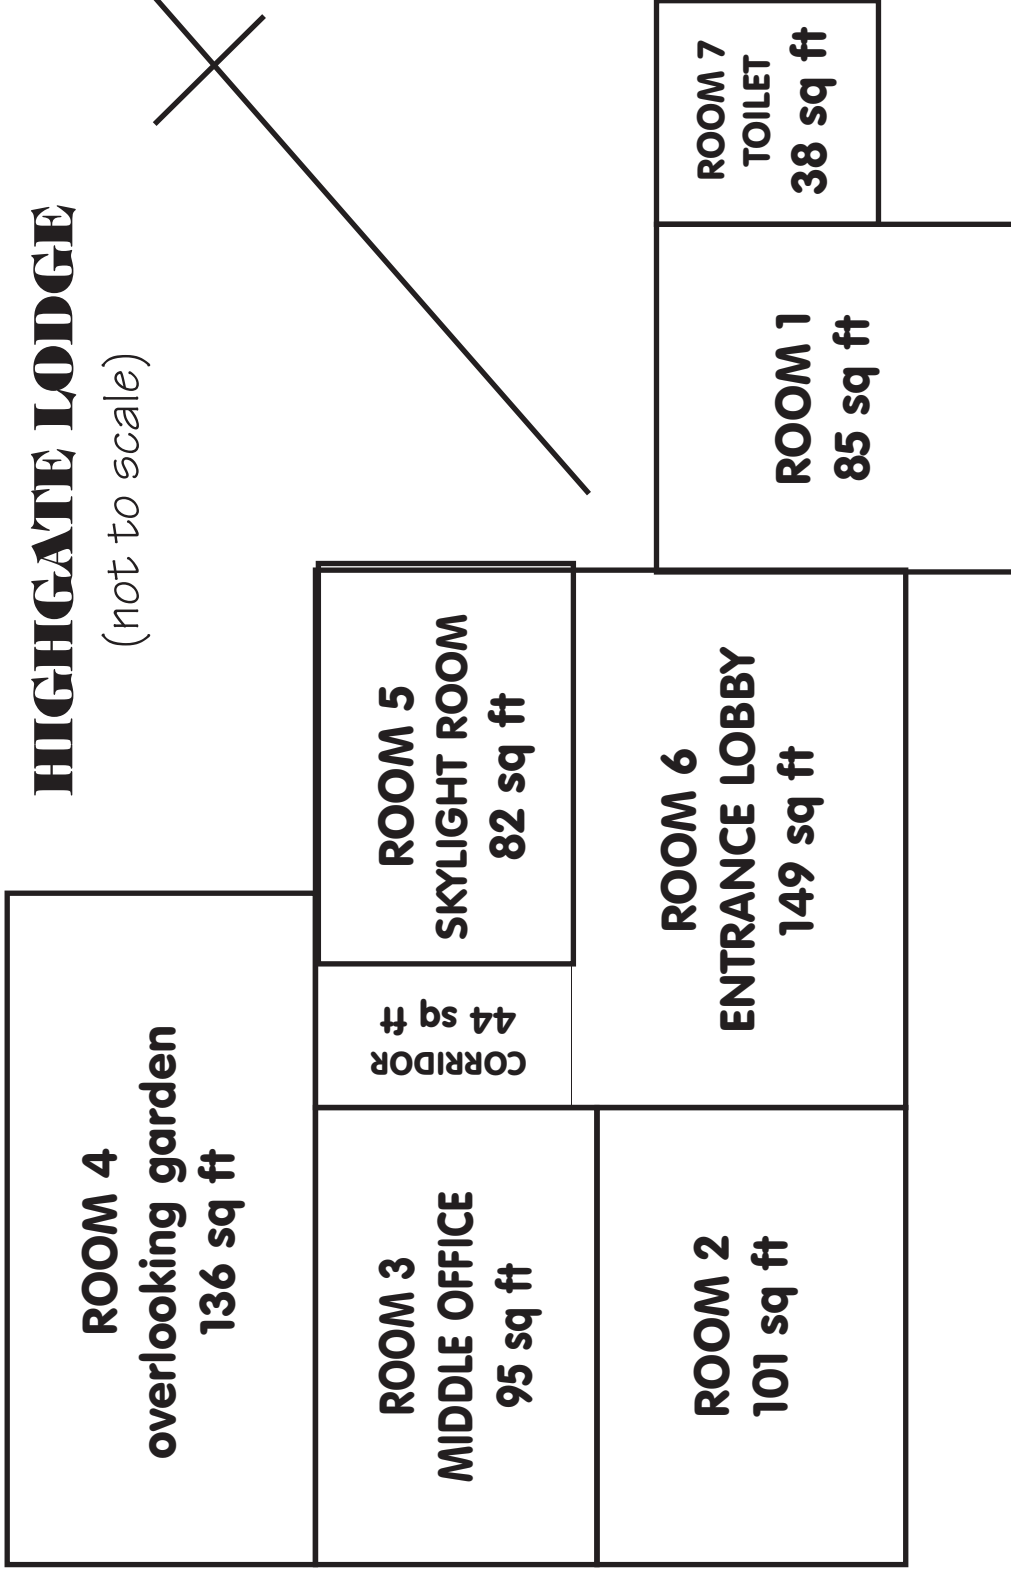 HIGHGATE LODGE
(not to scale)
ROOM 4
overlooking garden
136 sq ft
ROOM 5
SKYLIGHT ROOM
82 sq ft
CORRIDOR
44 sq ft
ROOM 3
MIDDLE OFFICE
95 sq ft
ROOM 6
ENTRANCE LOBBY
149 sq ft
ROOM 2
101 sq ft
ROOM 7
TOILET
38 sq ft
ROOM 1
85 sq ft